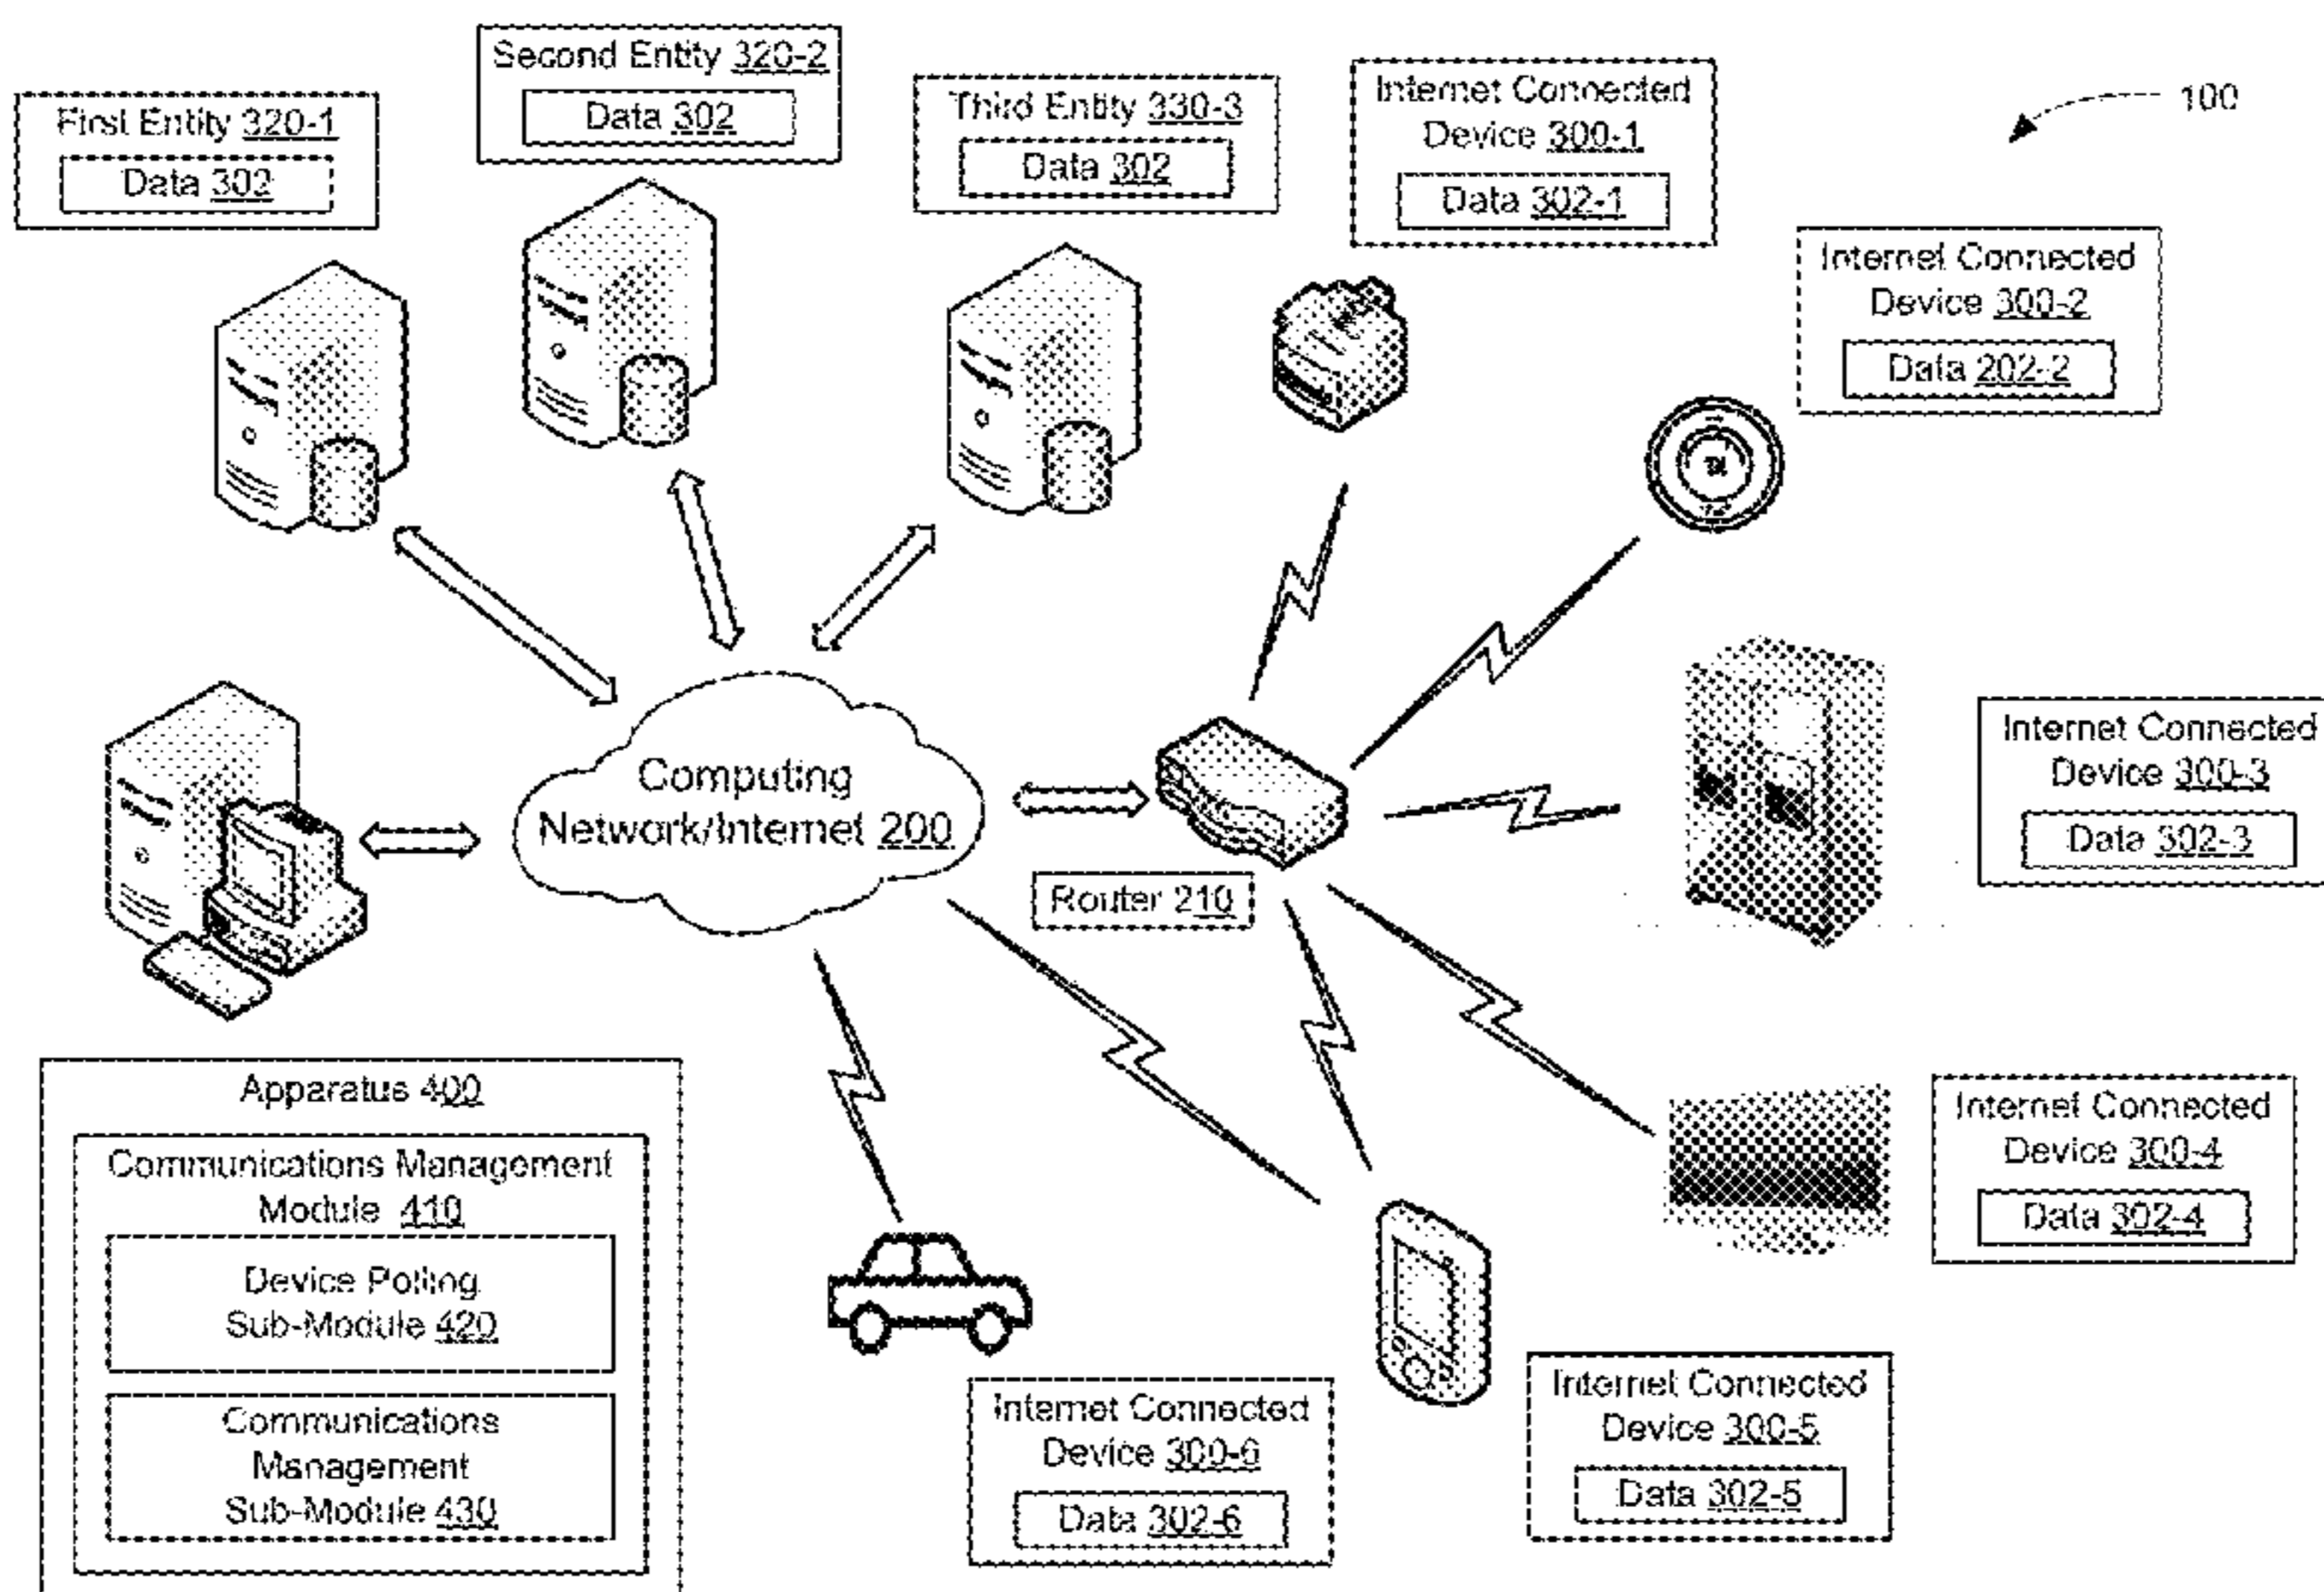 First Entity 320-1
Data 302
Second Entity 320-2
Data 302
Third Entity 330-3
Data 302
Internet Connected
Device 300-1
Data 302-1
100
Internet Connected
Device 300-2
Data 202-2
Computing
Network/Internet 200
Router 210
Internet Connected
Device 300-3
Data 302-3
Apparatus 400
Communications Management
Module 410
Device Polling
Sub-Module 420
Communications
Management
Sub-Module 430
Internet Connected
Device 300-4
Data 302-4
Internet Connected
Device 300-5
Data 302-5
Internet Connected
Device 300-6
Data 302-6